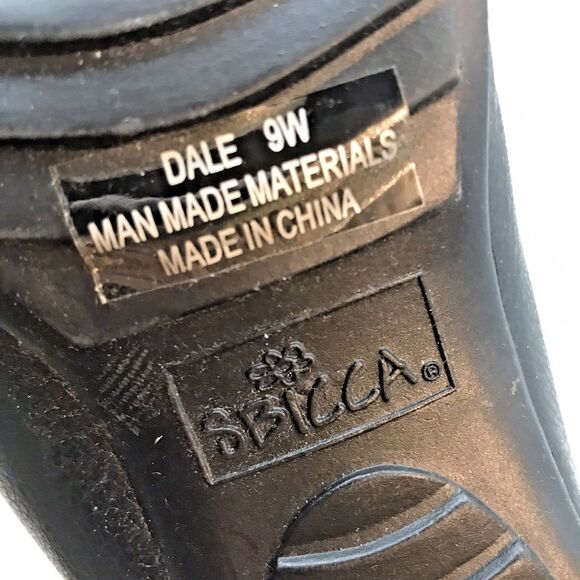 DALE 9W
MAN MADE MATERIALS
MADE IN CHINA
SBICCA®